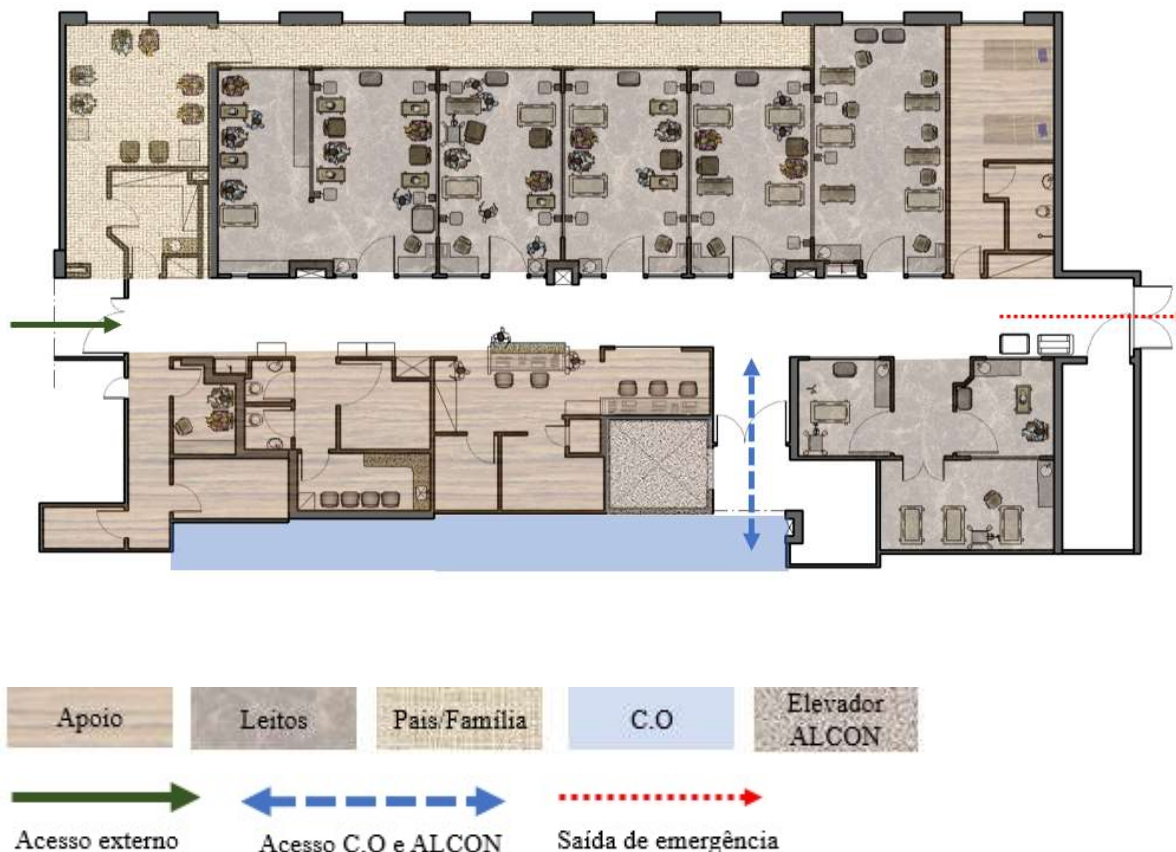 Apoio
Leitos
Pais/Família
C.O
Elevador
ALCON
Acesso externo
Acesso C.O e ALCON
Saída de emergência